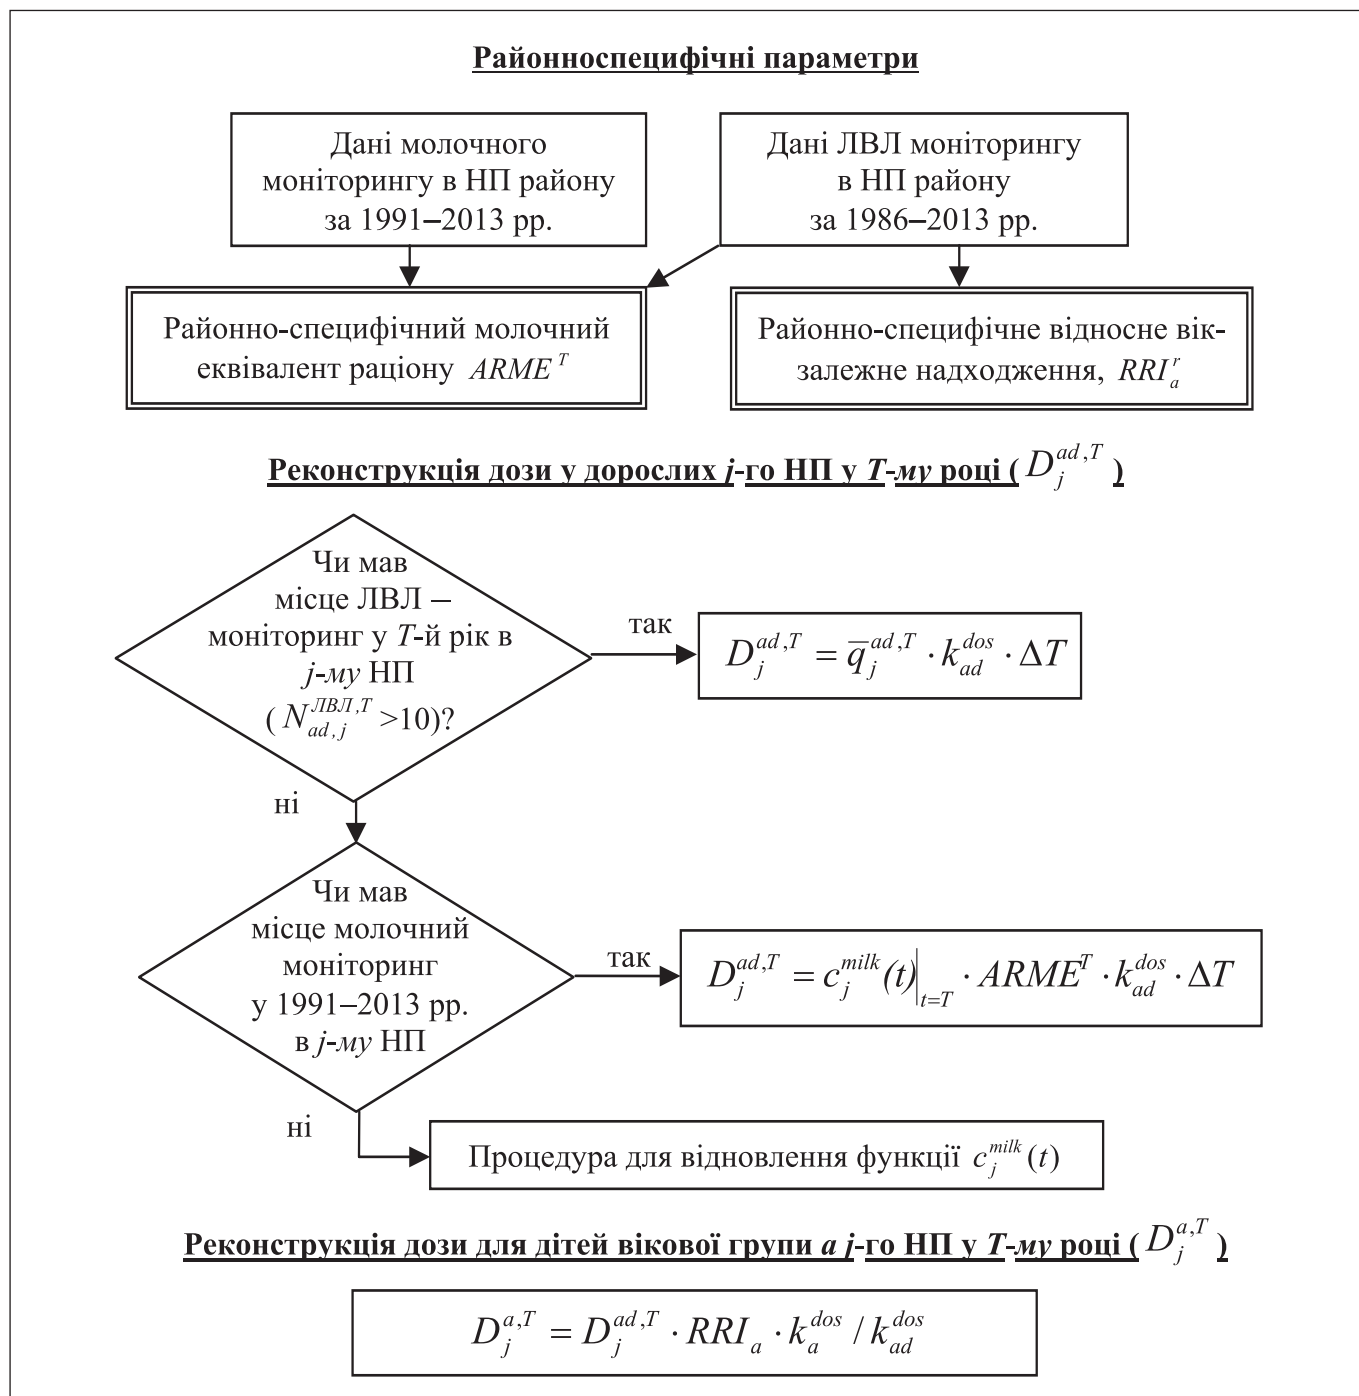 Районноспецифічні параметри
Дані молочного
моніторингу в НП району
за 1991–2013 рр.
Дані ЛВЛ моніторингу
в НП району
за 1986–2013 рр.
Районно-специфічний молочний
еквівалент раціону ARME^T
Районно-специфічне відносне вік-
залежне надходження, RRI_a^r
Реконструкція дози у дорослих j-го НП у T-му році ( D_j^{ad,T} )
Чи мав
місце ЛВЛ –
моніторинг у T-й рік в
j-му НП
( N_{ad,j}^{ЛВЛ,T} >10)?
так
D_j^{ad,T} = \overline{q}_j^{ad,T} · k_{ad}^{dos} · ΔT
ні
Чи мав
місце молочний
моніторинг
у 1991–2013 рр.
в j-му НП
так
D_j^{ad,T} = c_j^{milk}(t)|_{t=T} · ARME^T · k_{ad}^{dos} · ΔT
ні
Процедура для відновлення функції c_j^{milk}(t)
Реконструкція дози для дітей вікової групи a j-го НП у T-му році ( D_j^{a,T} )
D_j^{a,T} = D_j^{ad,T} · RRI_a · k_a^{dos} / k_{ad}^{dos}